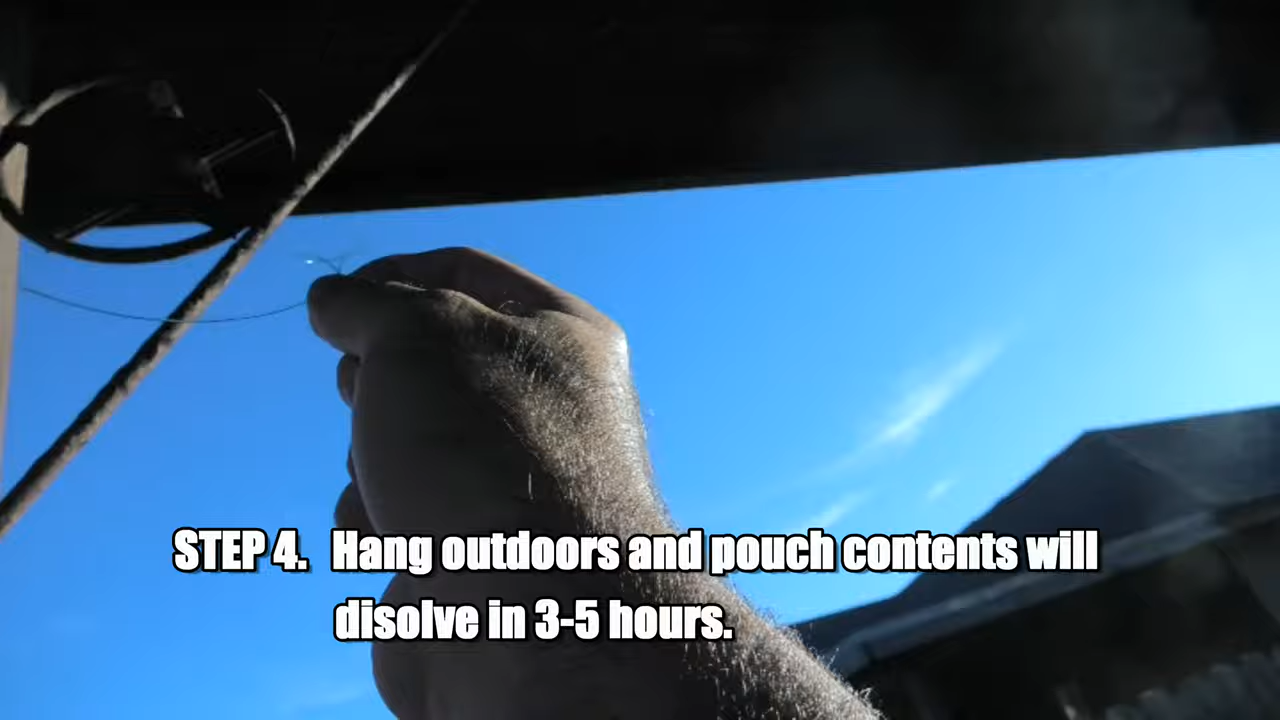 STEP 4. Hang outdoors and pouch contents will
disolve in 3-5 hours.